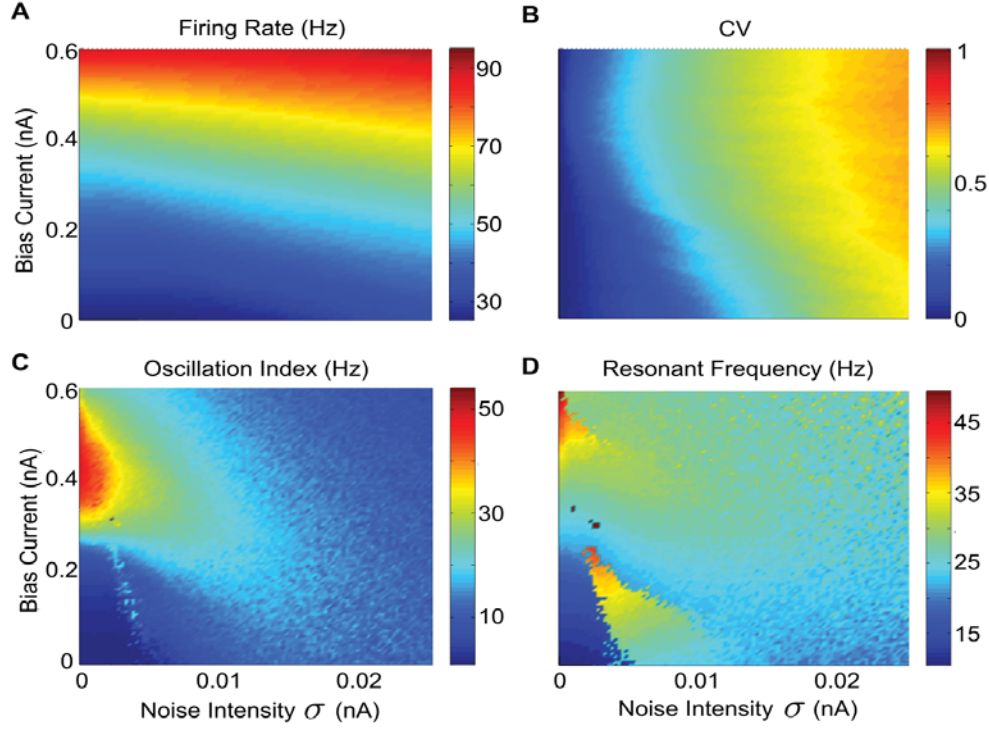 A
Firing Rate (Hz)
Bias Current (nA)
0.6
0.4
0.2
0
90
70
50
30
B
CV
1
0.5
0
C
Oscillation Index (Hz)
Bias Current (nA)
0.6
0.4
0.2
0
50
30
10
0
0.01
0.02
Noise Intensity σ (nA)
D
Resonant Frequency (Hz)
45
35
25
15
0
0.01
0.02
Noise Intensity σ (nA)